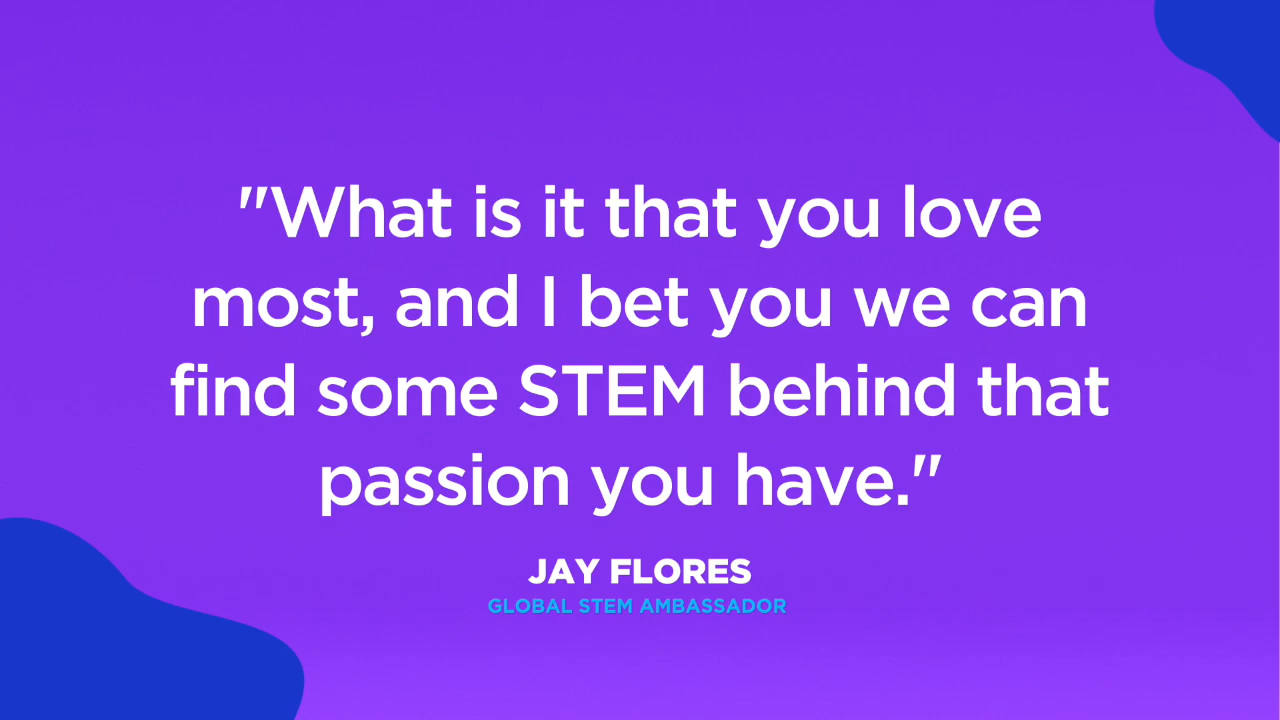 "What is it that you love
most, and I bet you we can
find some STEM behind that
passion you have."
JAY FLORES
GLOBAL STEM AMBASSADOR